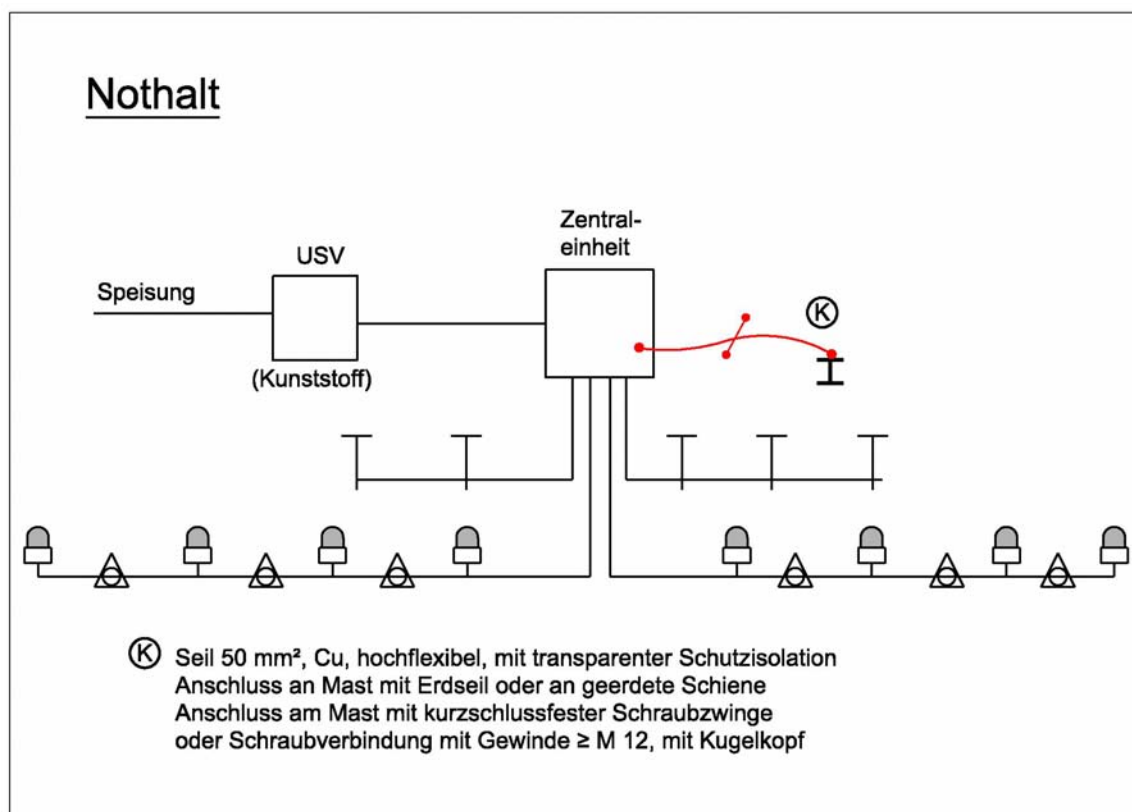 Nothalt
Zentral-
einheit
USV
Speisung
(Kunststoff)
K
K Seil 50 mm², Cu, hochflexibel, mit transparenter Schutzisolation
Anschluss an Mast mit Erdseil oder an geerdete Schiene
Anschluss am Mast mit kurzschlussfester Schraubzwinge
oder Schraubverbindung mit Gewinde ≥ M 12, mit Kugelkopf